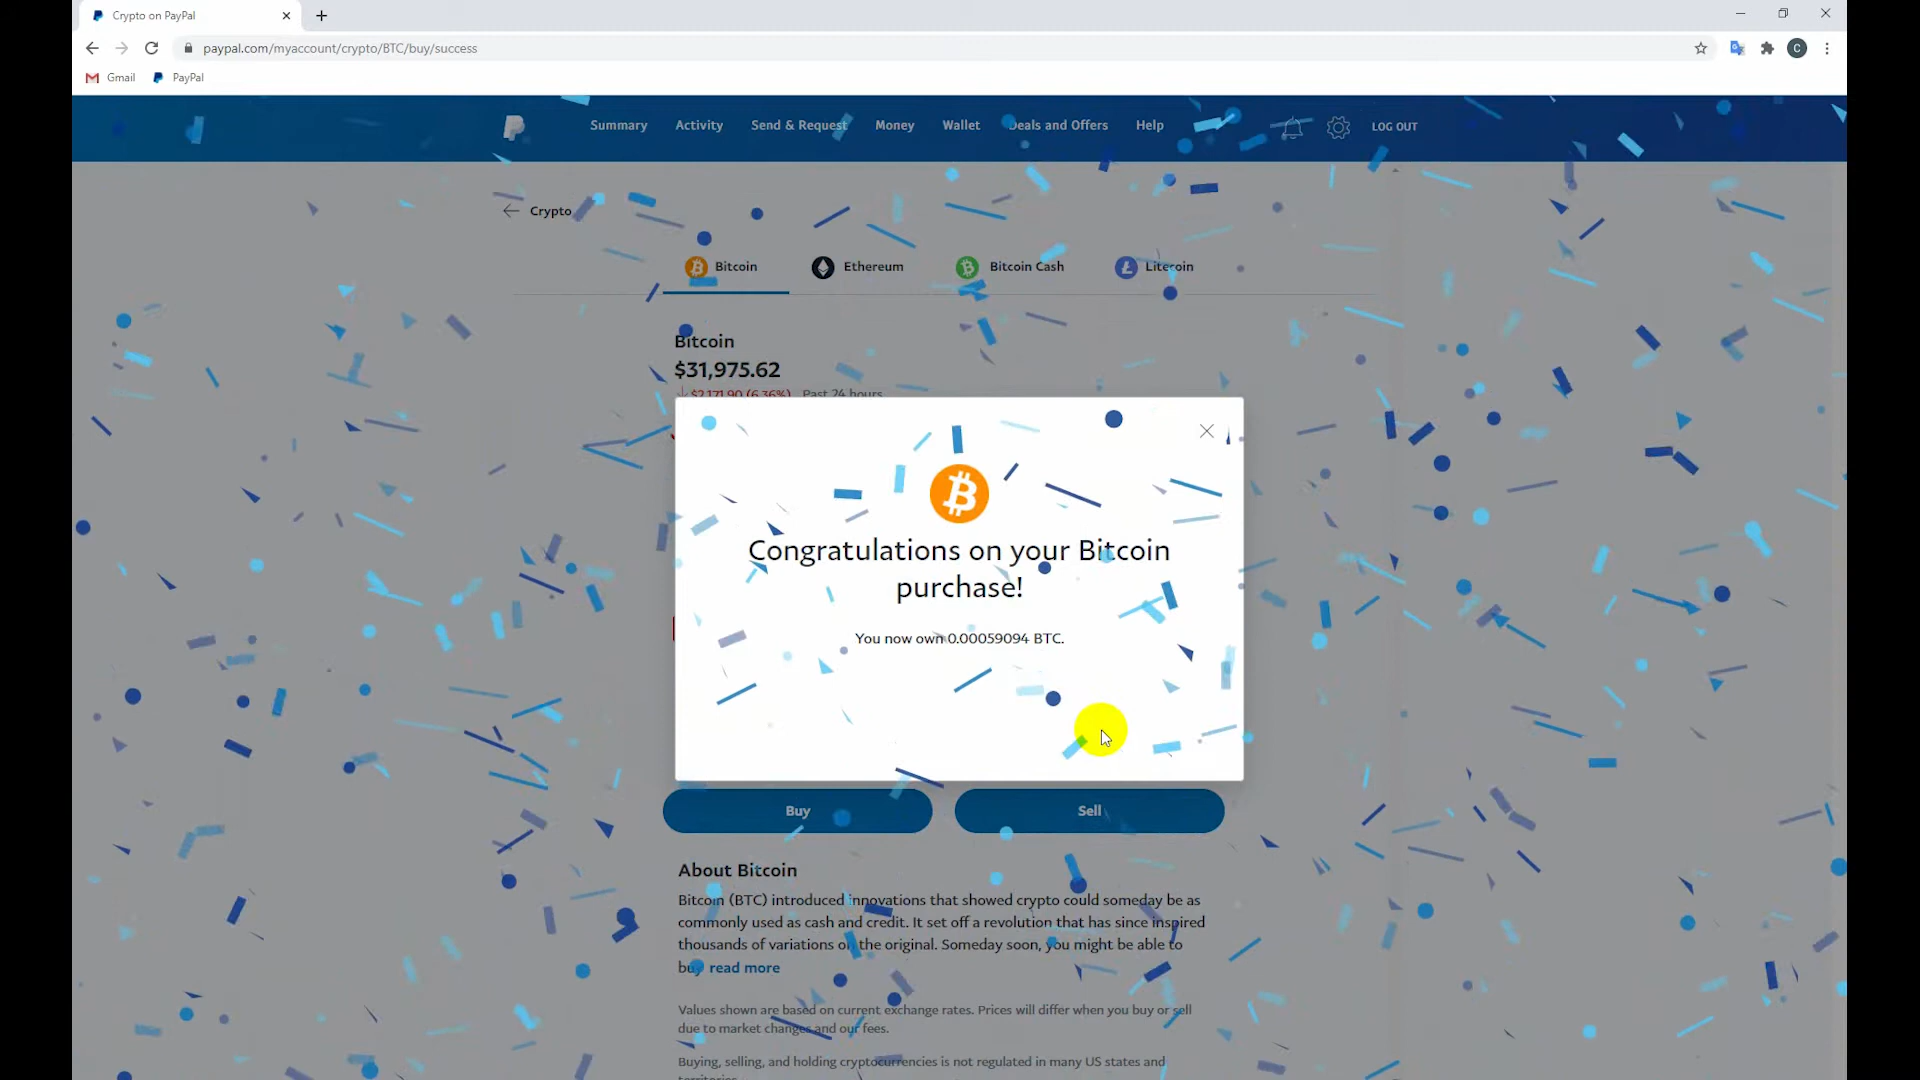 Crypto on PayPal
paypal.com/myaccount/crypto/BTC/buy/success
C
Gmail PayPal
Summary Activity Send & Request Money Wallet Deals and Offers Help LOG OUT
Crypto
Bitcoin Ethereum Bitcoin Cash Litecoin
Bitcoin
$31,975.62
$2,171.90 (6.36%) Past 24 hours
Congratulations on your Bitcoin
purchase!
You now own 0.00059094 BTC.
Buy Sell
About Bitcoin
Bitcoin (BTC) introduced innovations that showed crypto could someday be as
commonly used as cash and credit. It set off a revolution that has since inspired
thousands of variations on the original. Someday soon, you might be able to
buy read more
Values shown are based on current exchange rates. Prices will differ when you buy or sell
due to market changes and our fees.
Buying, selling, and holding cryptocurrencies is not regulated in many US states and
territories.